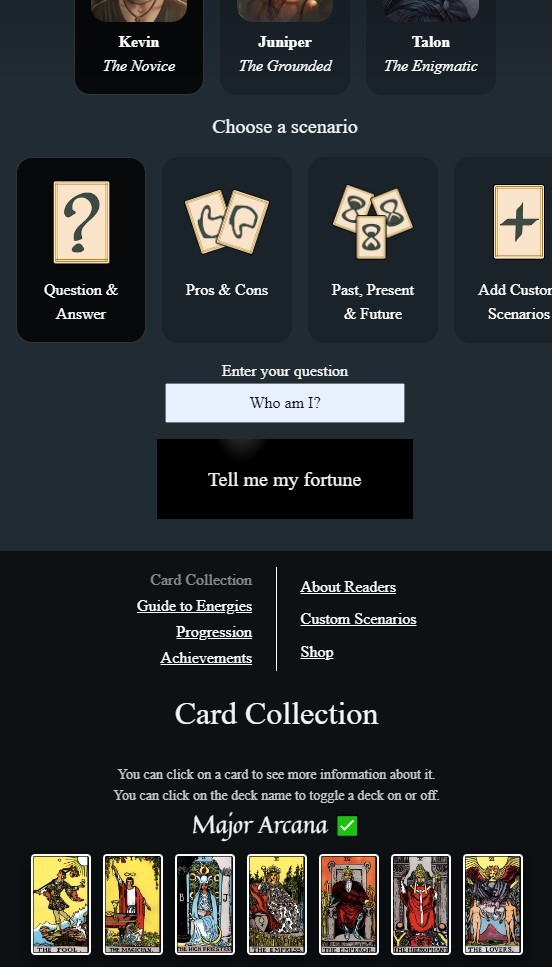 Kevin
The Novice
Juniper
The Grounded
Talon
The Enigmatic
Choose a scenario
Question &
Answer
Pros & Cons
Past, Present
& Future
Add Custom
Scenarios
Enter your question
Who am I?
Tell me my fortune
Card Collection
Guide to Energies
Progression
Achievements
About Readers
Custom Scenarios
Shop
Card Collection
You can click on a card to see more information about it.
You can click on the deck name to toggle a deck on or off.
Major Arcana
THE FOOL.
THE MAGICIAN.
B J
THE HIGH PRIESTESS
THE EMPRESS.
THE EMPEROR.
THE HIEROPHANT
THE LOVERS.